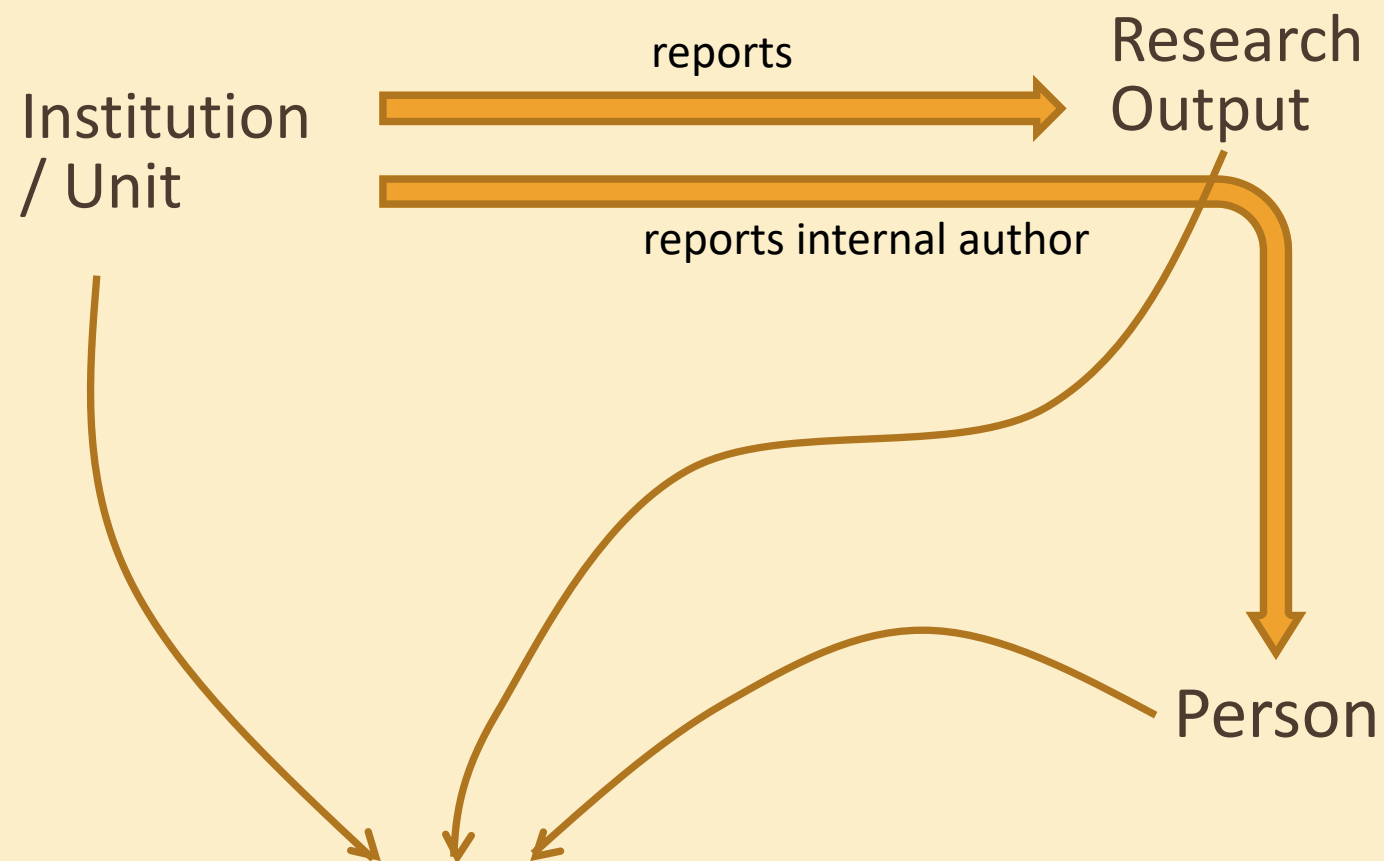 reports
Research
Output
Institution
/ Unit
reports internal author
Person